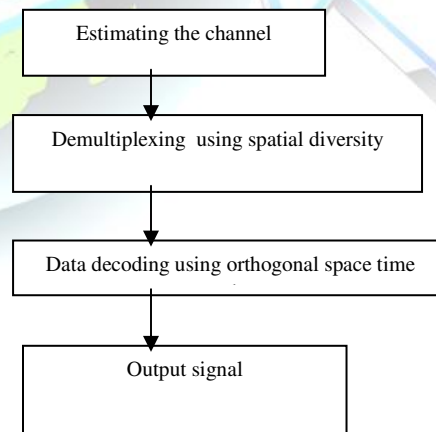 Estimating the channel
Demultiplexing using spatial diversity
Data decoding using orthogonal space time
Output signal